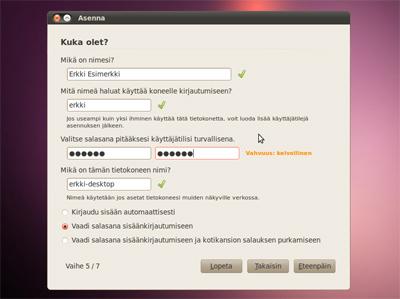 Asenna
Kuka olet?
Mikä on nimesi?
Erkki Esimerkki
Mitä nimeä haluat käyttää koneelle kirjautumiseen?
erkki
Jos useampi kuin yksi ihminen käyttää tätä tietokonetta, voit luoda lisää käyttäjätilejä
asennuksen jälkeen.
Valitse salasana pitääksesi käyttäjätilisi turvallisena.
●●●●●● ●●●●●●
Vahvuus: kelvollinen
Mikä on tämän tietokoneen nimi?
erkki-desktop
Nimeä käytetään jos asetat tietokoneesi muiden näkyville verkossa.
Kirjaudu sisään automaattisesti
Vaadi salasana sisäänkirjautumiseen
Vaadi salasana sisäänkirjautumiseen ja kotikansion salauksen purkamiseen
Vaihe 5 / 7
Lopeta Takaisin Eteenpäin